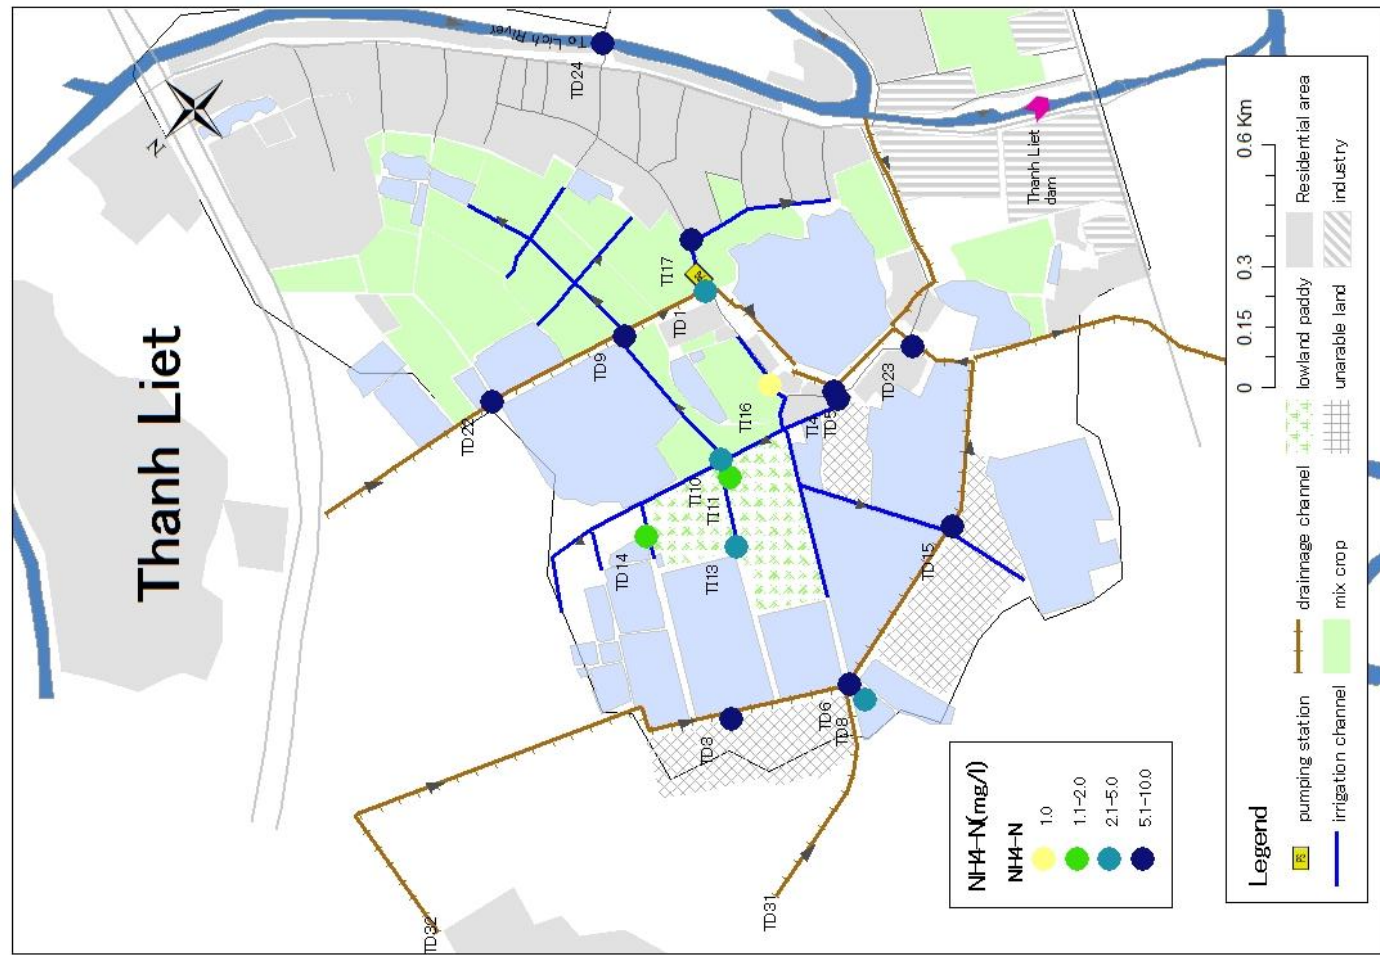 Thanh Liet
N
To Lich River
TD24
Thanh Liet
dam
TI17
TD1
TD9
TD22
TI16
TI4
TD5
TD23
TI10
TI11
TI13
TD14
TD15
TD3
TD6
TD8
TD31
TD32
NH4-N(mg/l)
NH4-N
1.0
1.1-2.0
2.1-5.0
5.1-10.0
0 0.15 0.3 0.6 Km
Legend
PS pumping station
drainnage channel
lowland paddy
Residential area
irrigation channel
mix crop
unarable land
industry